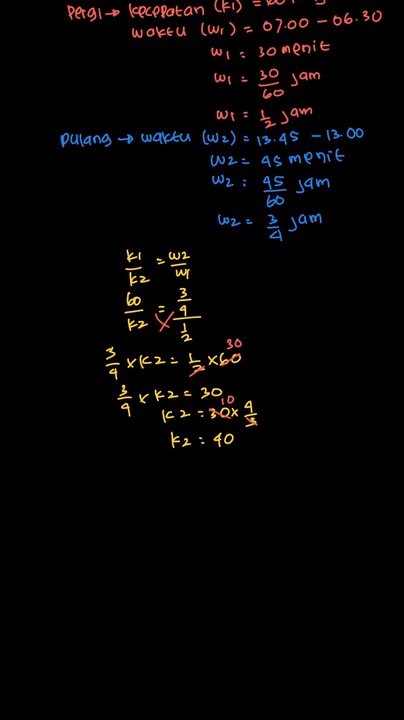 Pergi → kecepatan (k1) = 60
waktu (w1) = 07.00 - 06.30
w1 = 30 menit
w1 = 30/60 jam
w1 = 1/2 jam
Pulang → waktu (w2) = 13.45 - 13.00
w2 = 45 menit
w2 = 45/60 jam
w2 = 3/4 jam
k1/k2 = w2/w1
60/k2 = 3/4 / 1/2
3/4 × k2 = 1/2 × 60 30
3/4 × k2 = 30
k2 = 30 10 × 4/3
k2 = 40